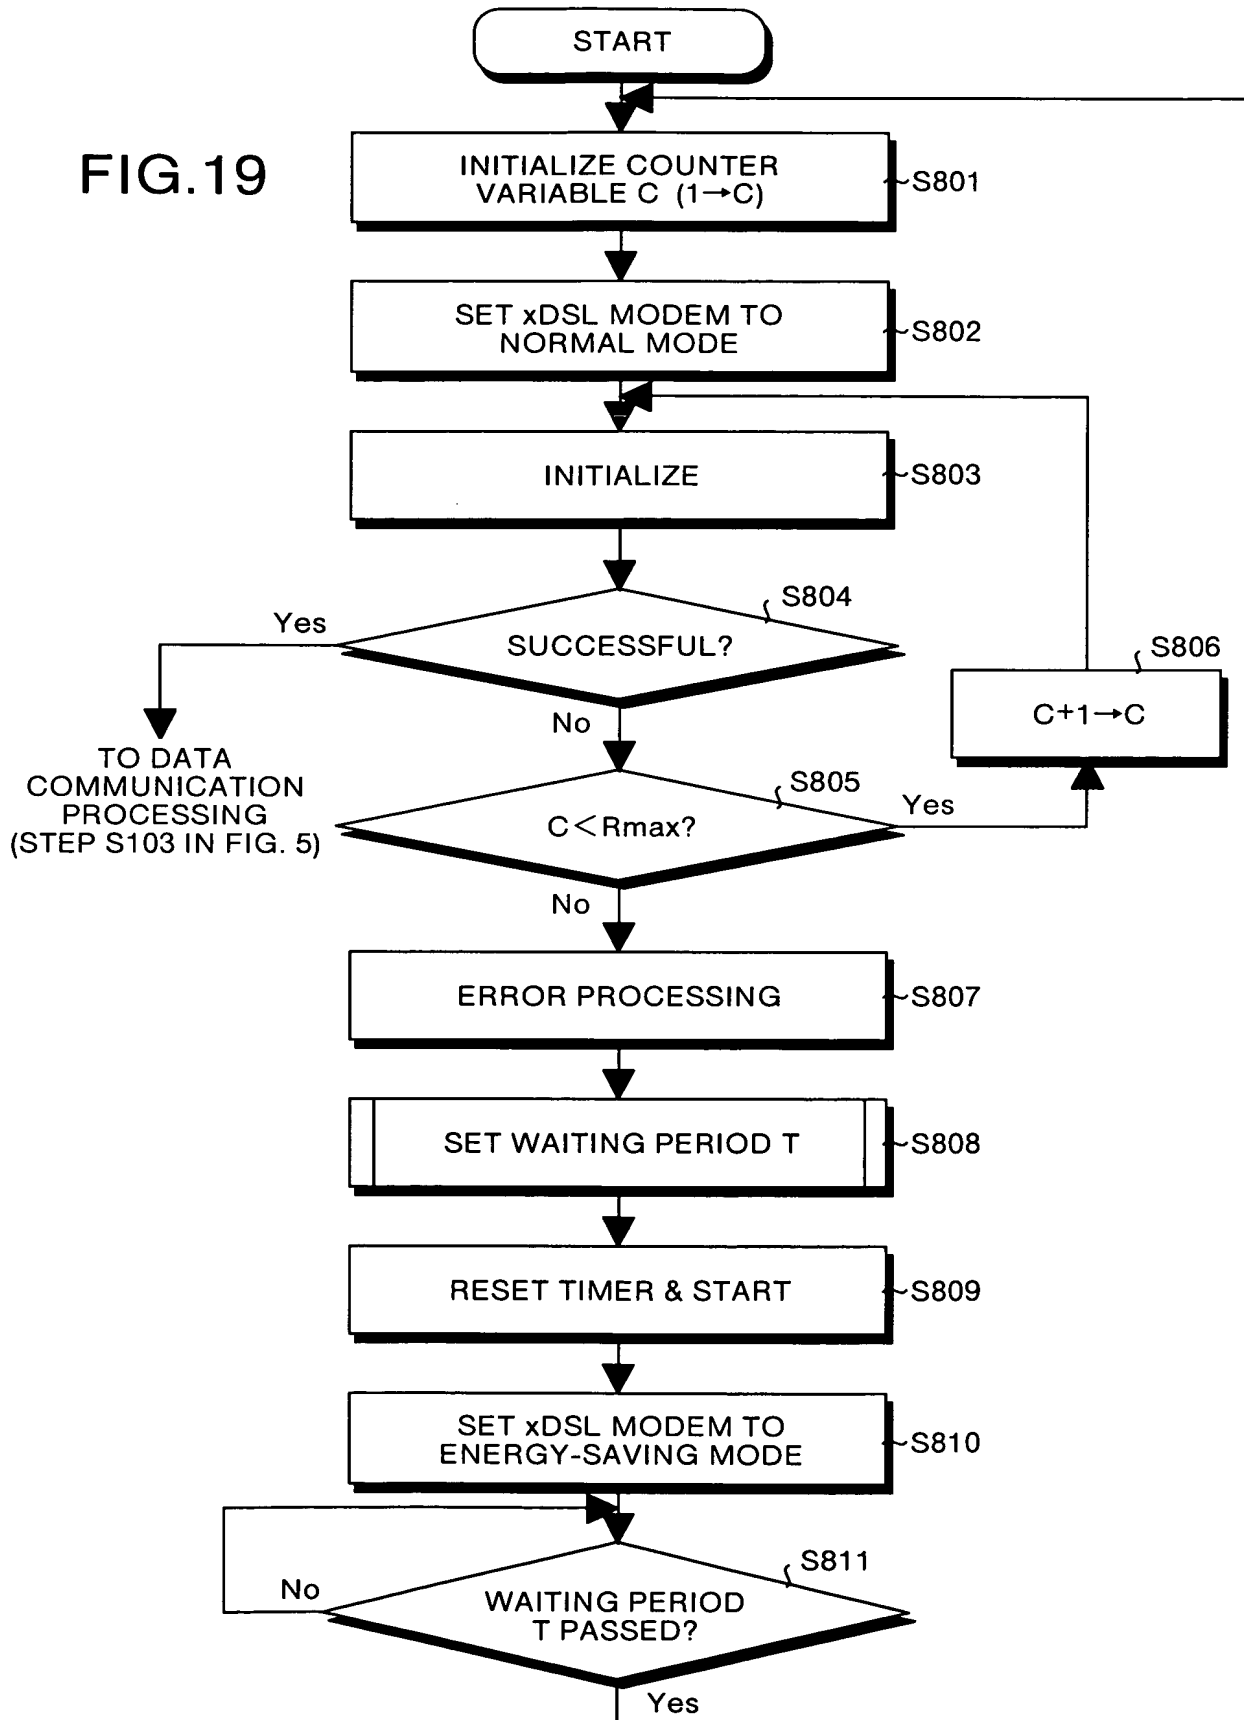 START
FIG.19
INITIALIZE COUNTER
VARIABLE C (1→C)
S801
SET xDSL MODEM TO
NORMAL MODE
S802
INITIALIZE
S803
S804
Yes
SUCCESSFUL?
No
S806
C+1→C
TO DATA
COMMUNICATION
PROCESSING
(STEP S103 IN FIG. 5)
S805
C<Rmax?
Yes
No
ERROR PROCESSING
S807
SET WAITING PERIOD T
S808
RESET TIMER & START
S809
SET xDSL MODEM TO
ENERGY-SAVING MODE
S810
S811
No
WAITING PERIOD
T PASSED?
Yes